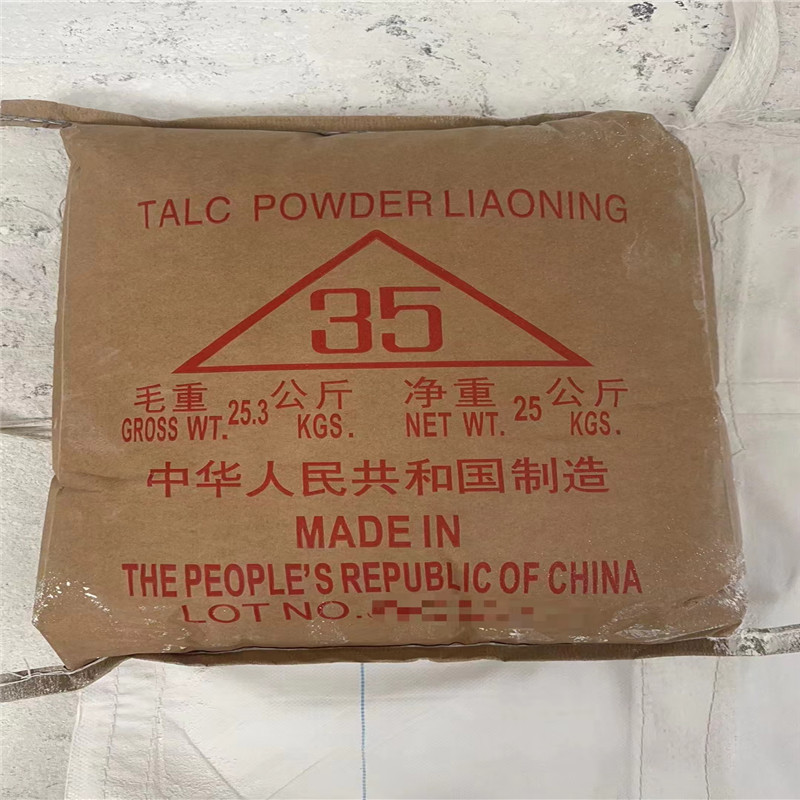 TALC POWDER LIAONING
35
毛重 25.3 公斤 净重 25 公斤
GROSS WT. KGS. NET WT. KGS.
中华人民共和国制造
MADE IN
THE PEOPLE'S REPUBLIC OF CHINA
LOT NO.